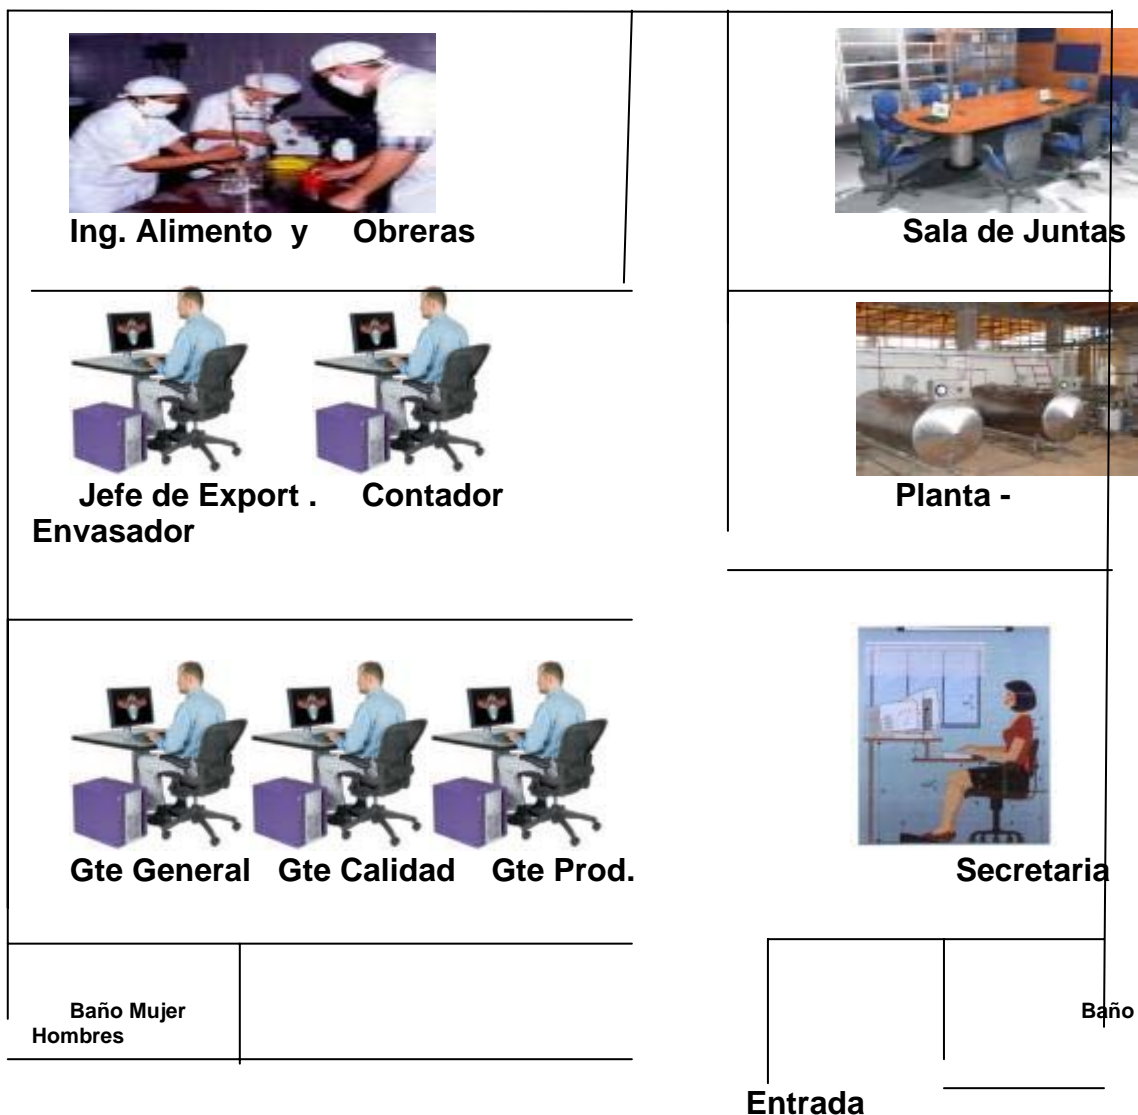 Ing. Alimento y Obreras Sala de Juntas
Jefe de Export . Contador Planta -
Envasador
Gte General Gte Calidad Gte Prod. Secretaria
Baño Mujer Baño
Hombres
Entrada